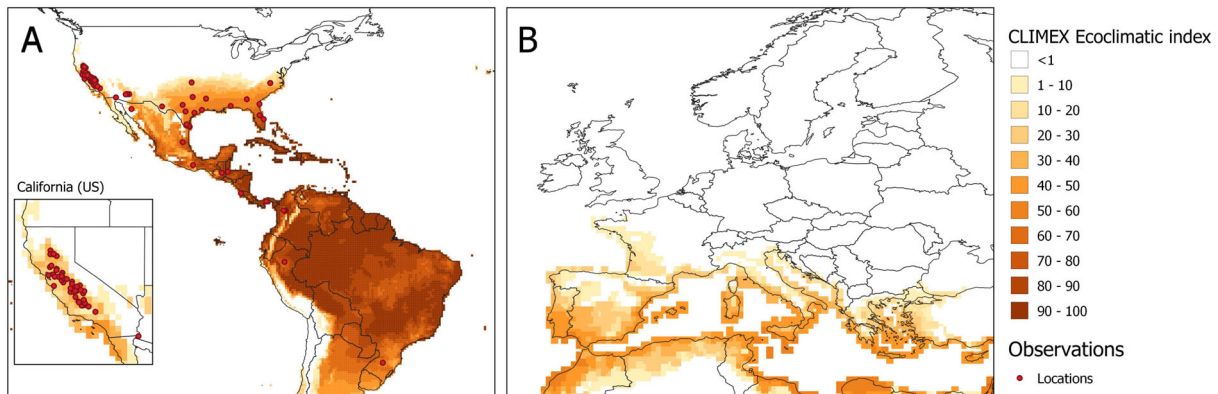 A
B
California (US)
CLIMEX Ecoclimatic index
<1
1 - 10
10 - 20
20 - 30
30 - 40
40 - 50
50 - 60
60 - 70
70 - 80
80 - 90
90 - 100
Observations
Locations